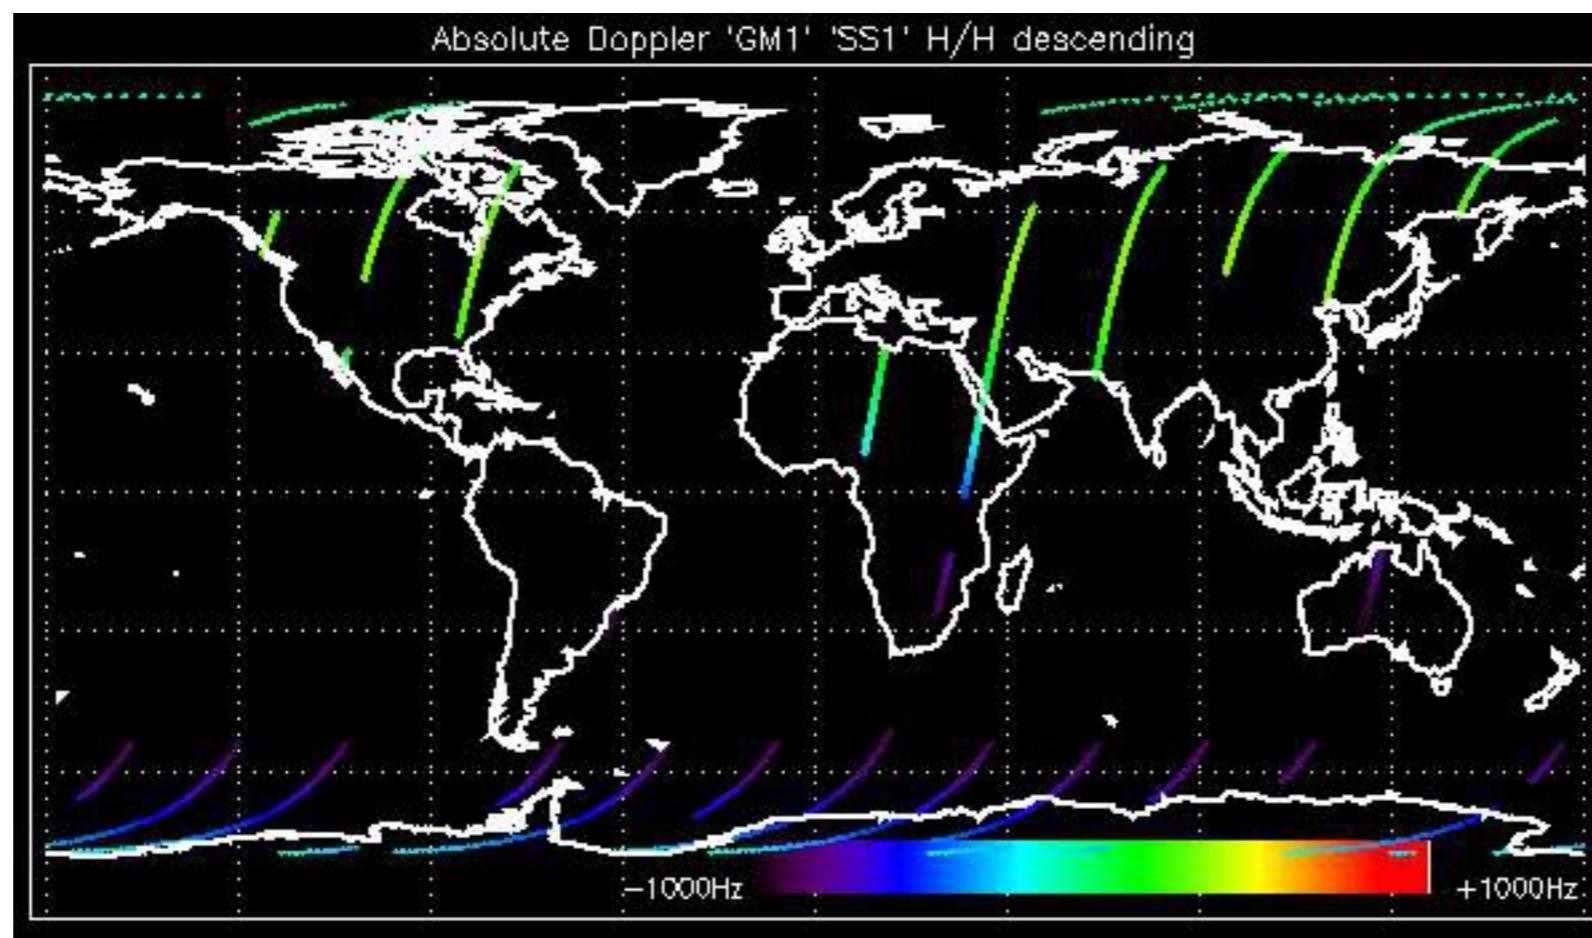 Absolute Doppler 'GM1' 'SS1' H/H descending
−1000Hz +1000Hz